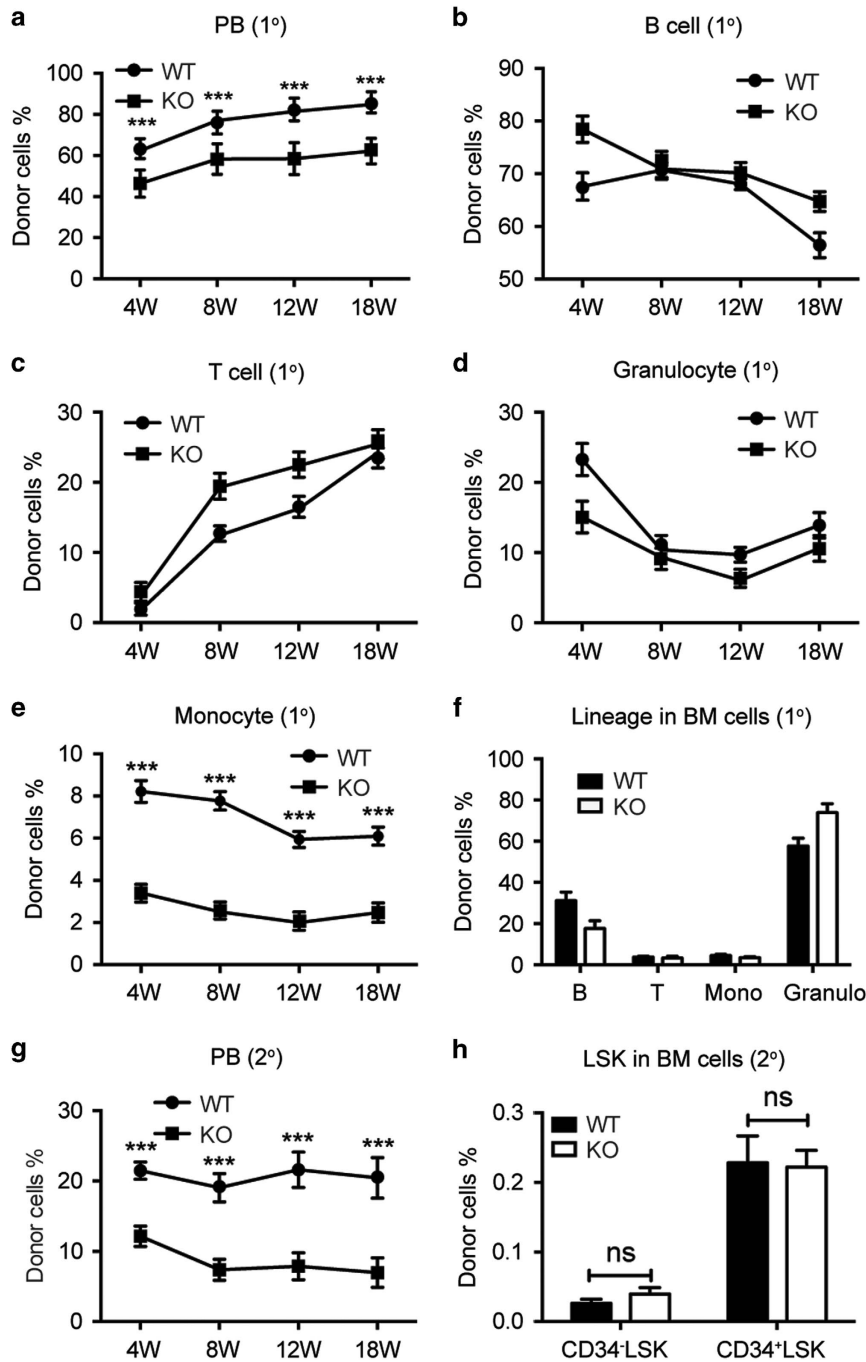 a
PB (1°)
Donor cells %
100
80
60
40
20
0
WT
KO
***
***
***
***
4W
8W
12W
18W
b
B cell (1°)
Donor cells %
90
80
70
60
50
WT
KO
4W
8W
12W
18W
c
T cell (1°)
Donor cells %
30
20
10
0
WT
KO
4W
8W
12W
18W
d
Granulocyte (1°)
Donor cells %
30
20
10
0
WT
KO
4W
8W
12W
18W
e
Monocyte (1°)
Donor cells %
10
8
6
4
2
0
WT
KO
***
***
***
***
4W
8W
12W
18W
f
Lineage in BM cells (1°)
Donor cells %
100
80
60
40
20
0
WT
KO
B
T
Mono
Granulo
g
PB (2°)
Donor cells %
30
20
10
0
WT
KO
***
***
***
***
4W
8W
12W
18W
h
LSK in BM cells (2°)
Donor cells %
0.3
0.2
0.1
0.0
WT
KO
ns
ns
CD34⁻LSK
CD34⁺LSK